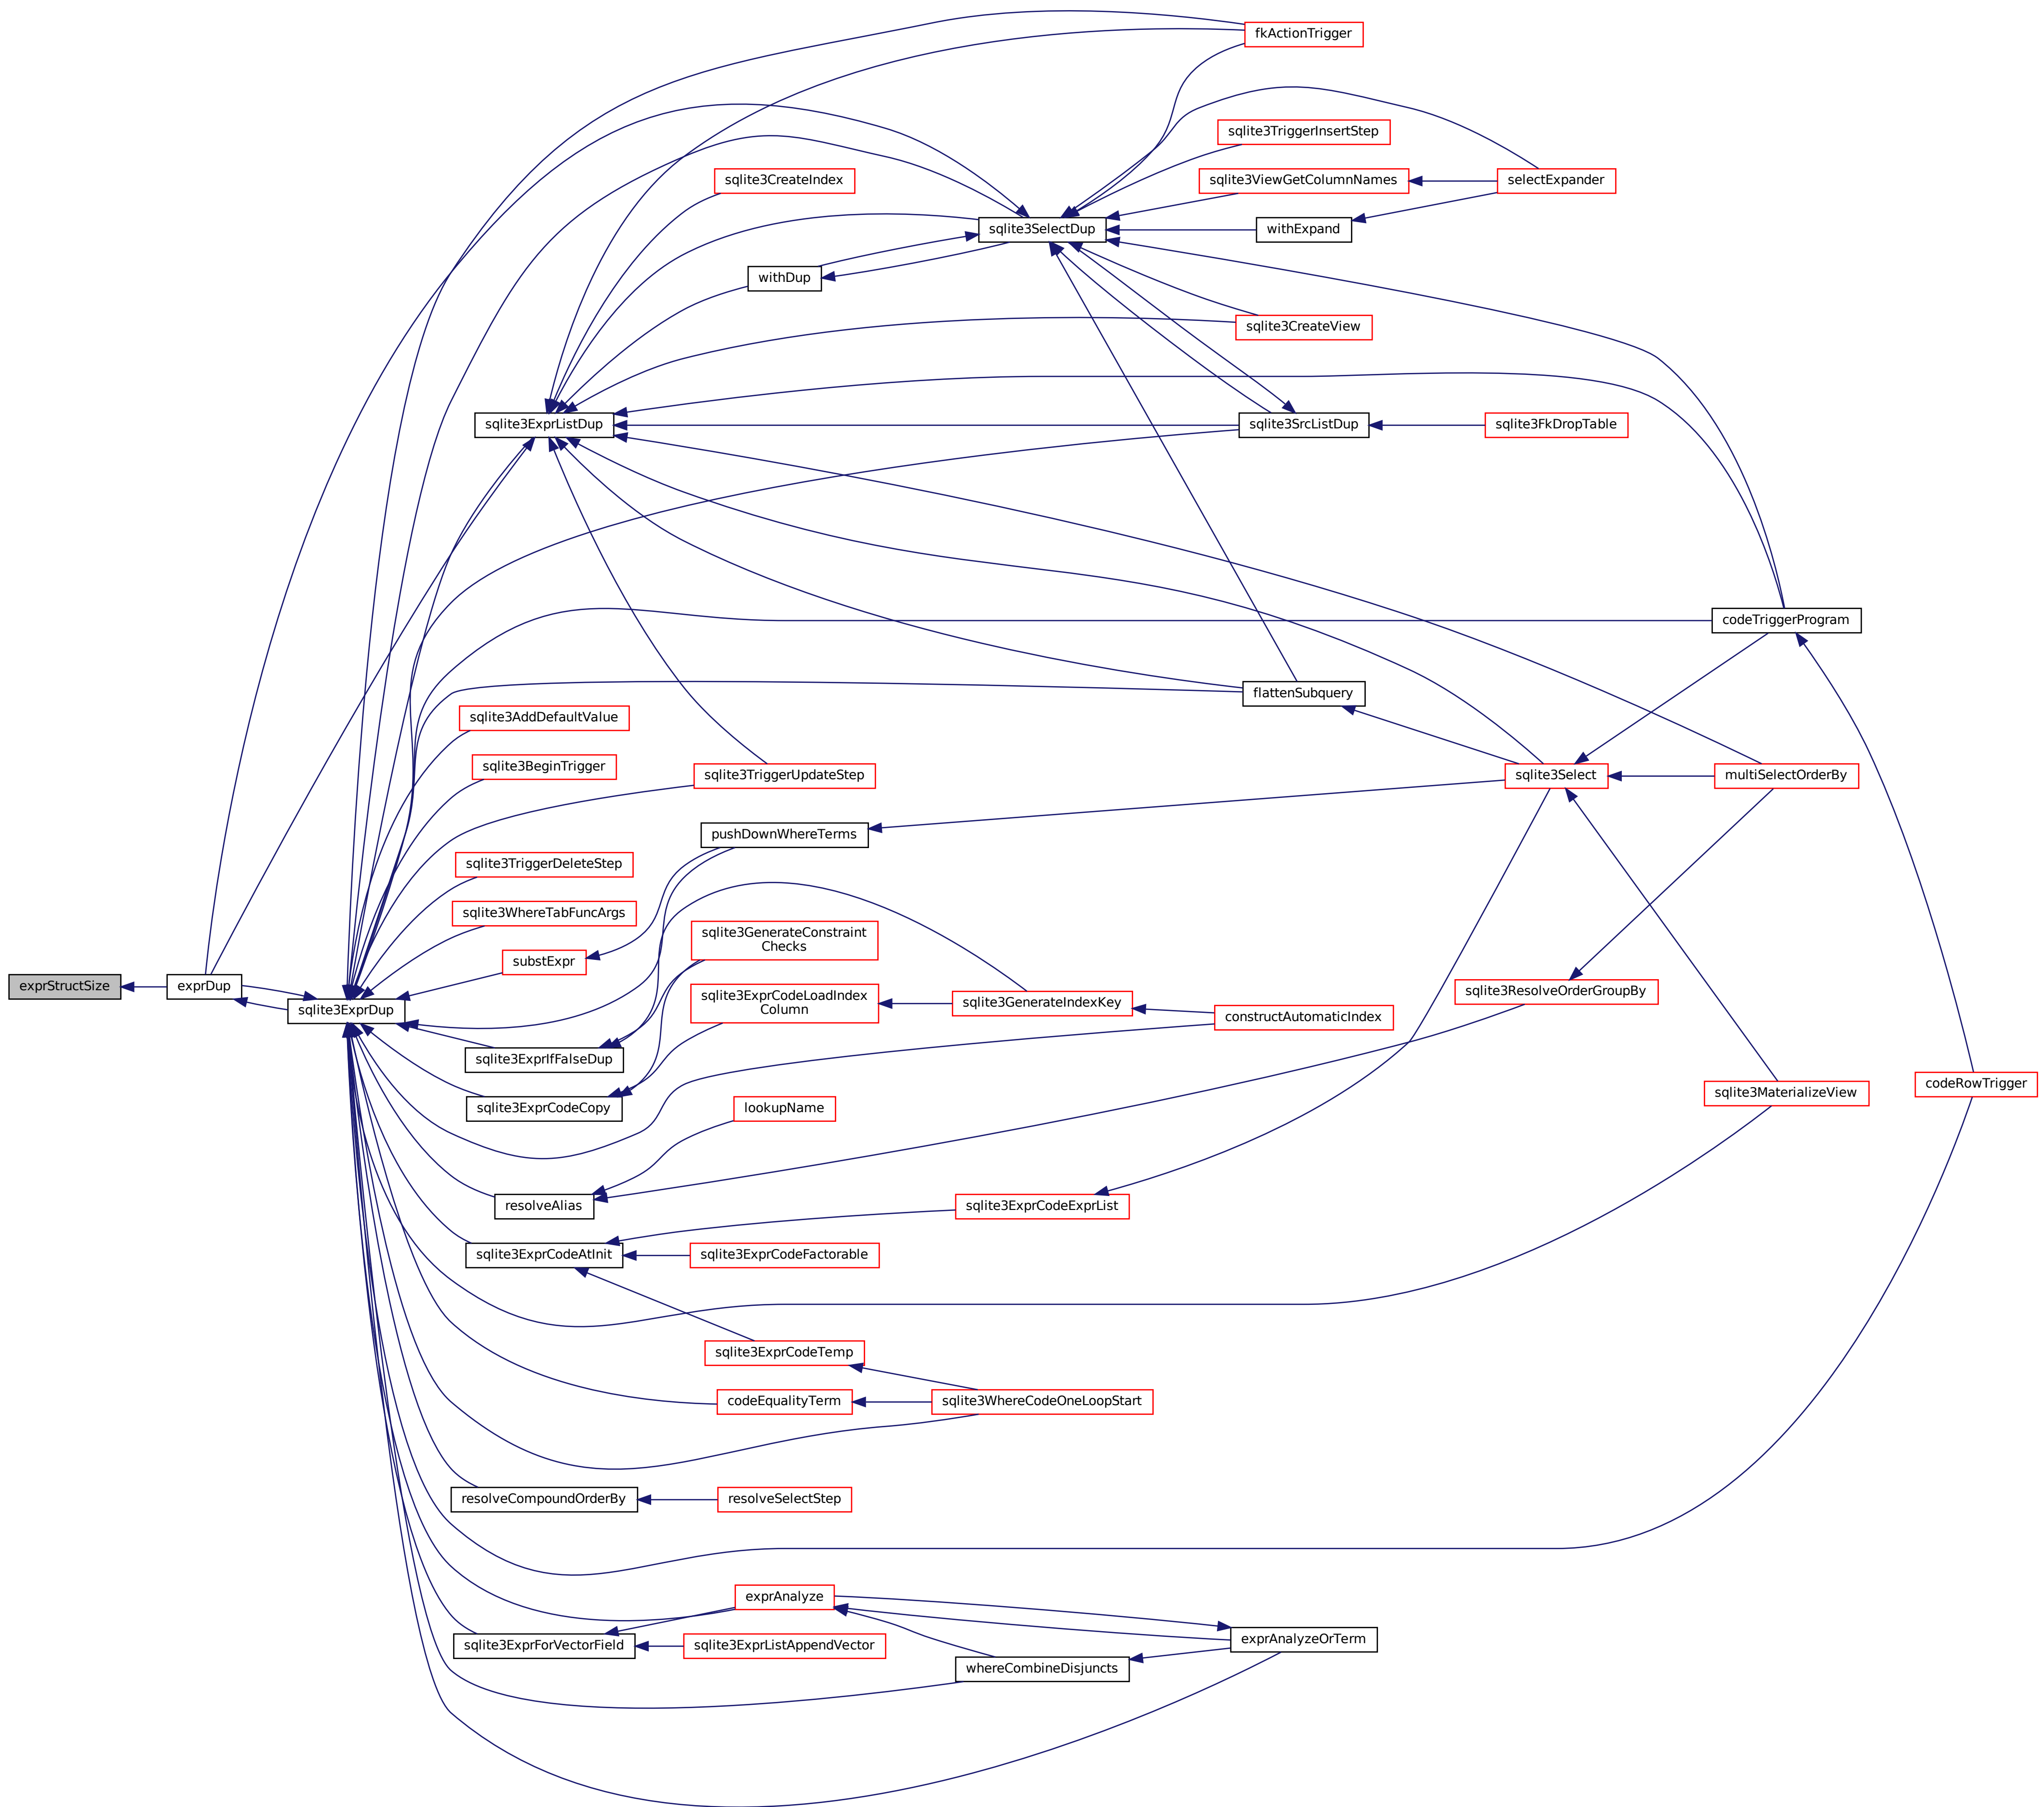 fkActionTrigger
sqlite3TriggerInsertStep
sqlite3CreateIndex
sqlite3ViewGetColumnNames
selectExpander
sqlite3SelectDup
withExpand
withDup
sqlite3CreateView
sqlite3ExprListDup
sqlite3SrcListDup
sqlite3FkDropTable
codeTriggerProgram
flattenSubquery
sqlite3AddDefaultValue
sqlite3BeginTrigger
sqlite3TriggerUpdateStep
sqlite3Select
multiSelectOrderBy
pushDownWhereTerms
sqlite3TriggerDeleteStep
sqlite3WhereTabFuncArgs
sqlite3GenerateConstraint
Checks
substExpr
exprStructSize
exprDup
sqlite3ResolveOrderGroupBy
sqlite3ExprCodeLoadIndex
Column
sqlite3GenerateIndexKey
sqlite3ExprDup
constructAutomaticIndex
sqlite3ExprIfFalseDup
codeRowTrigger
sqlite3MaterializeView
sqlite3ExprCodeCopy
lookupName
resolveAlias
sqlite3ExprCodeExprList
sqlite3ExprCodeAtInit
sqlite3ExprCodeFactorable
sqlite3ExprCodeTemp
codeEqualityTerm
sqlite3WhereCodeOneLoopStart
resolveCompoundOrderBy
resolveSelectStep
exprAnalyze
sqlite3ExprForVectorField
sqlite3ExprListAppendVector
exprAnalyzeOrTerm
whereCombineDisjuncts